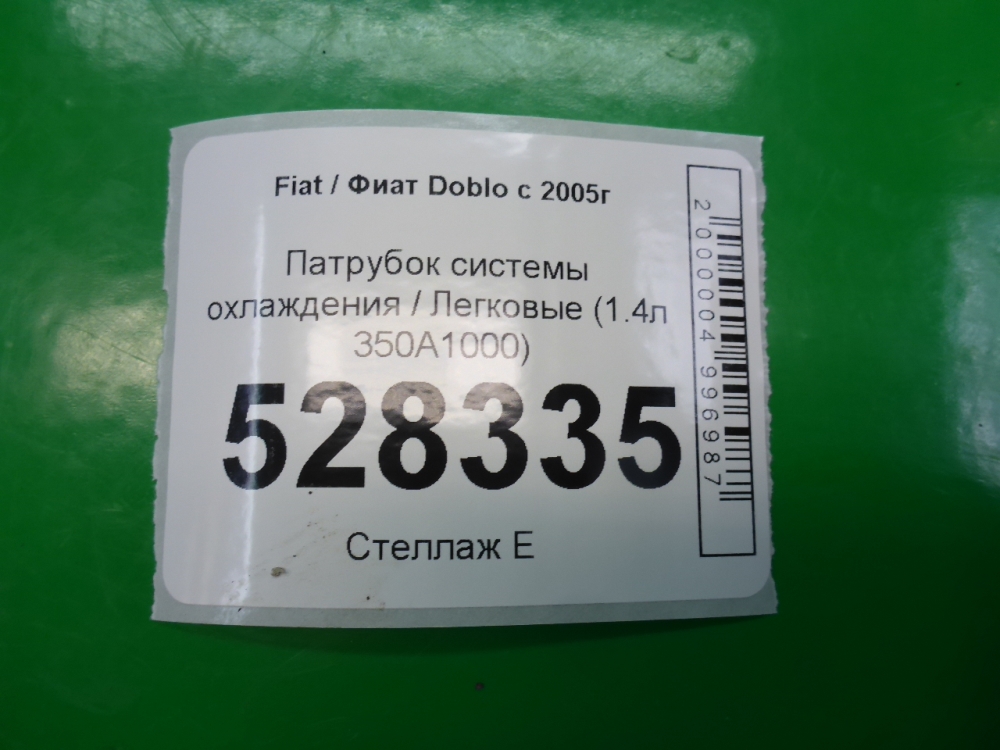 Fiat / Фиат Doblo с 2005г
Патрубок системы
охлаждения / Легковые (1.4л
350A1000)
528335
Стеллаж Е
2000004996987